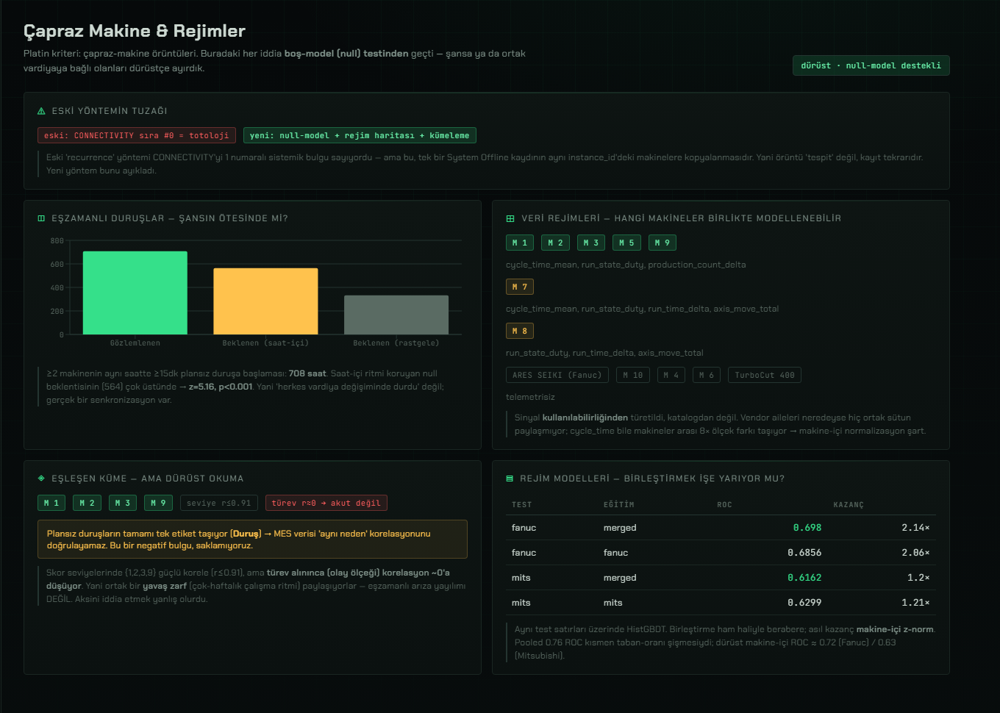 Çapraz Makine & Rejimler
Platin kriteri: çapraz-makine örüntüleri. Buradaki her iddia boş-model (null) testinden geçti — şansa ya da ortak
vardiyaya bağlı olanları dürüstçe ayırdık.
dürüst · null-model destekli
ESKİ YÖNTEMİN TUZAĞI
eski: CONNECTIVITY sıra #0 = totoloji
yeni: null-model + rejim haritası + kümeleme
Eski 'recurrence' yöntemi CONNECTIVITY'yi 1 numaralı sistemik bulgu sayıyordu — ama bu, tek bir System Offline kaydının aynı instance_id'deki makinelere kopyalanmasıdır. Yani örüntü 'tespit' değil, kayıt tekrarıdır.
Yeni yöntem bunu ayıkladı.
EŞZAMANLI DURUŞLAR — ŞANSIN ÖTESİNDE Mİ?
800
600
400
200
0
Gözlemlenen
Beklenen (saat-içi)
Beklenen (rastgele)
≥2 makinenin aynı saatte ≥15dk plansız duruşa başlaması: 708 saat. Saat-içi ritmi koruyan null
beklentisinin (564) çok üstünde → z=5.16, p<0.001. Yani 'herkes vardiya değişiminde durdu' değil;
gerçek bir senkronizasyon var.
VERİ REJİMLERİ — HANGİ MAKİNELER BİRLİKTE MODELLENEBİLİR
M 1 M 2 M 3 M 5 M 9
cycle_time_mean, run_state_duty, production_count_delta
M 7
cycle_time_mean, run_state_duty, run_time_delta, axis_move_total
M 8
run_state_duty, run_time_delta, axis_move_total
ARES SEIKI (Fanuc) M 10 M 4 M 6 TurboCut 400
telemetrisiz
Sinyal kullanılabilirliğinden türetildi, katalogdan değil. Vendor aileleri neredeyse hiç ortak sütun
paylaşmıyor; cycle_time bile makineler arası 8× ölçek farkı taşıyor → makine-içi normalizasyon şart.
EŞLEŞEN KÜME — AMA DÜRÜST OKUMA
M 1 M 2 M 3 M 9 seviye r≤0.91 türev r≈0 → akut değil
Plansız duruşların tamamı tek etiket taşıyor (Duruş) → MES verisi 'aynı neden' korelasyonunu
doğrulayamaz. Bu bir negatif bulgu, saklamıyoruz.
Skor seviyelerinde {1,2,3,9} güçlü korele (r≤0.91), ama türev alınınca (olay ölçeği) korelasyon ~0'a
düşüyor. Yani ortak bir yavaş zarf (çok-haftalık çalışma ritmi) paylaşıyorlar — eşzamanlı arıza yayılımı
DEĞİL. Aksini iddia etmek yanlış olurdu.
REJİM MODELLERİ — BİRLEŞTİRMEK İŞE YARIYOR MU?
TEST EĞİTİM ROC KAZANÇ
fanuc merged 0.698 2.14×
fanuc fanuc 0.6856 2.06×
mits merged 0.6162 1.2×
mits mits 0.6299 1.21×
Aynı test satırları üzerinde HistGBDT. Birleştirme ham haliyle berabere; asıl kazanç makine-içi z-norm.
Pooled 0.76 ROC kısmen taban-oranı şişmesiydi; dürüst makine-içi ROC ≈ 0.72 (Fanuc) / 0.63
(Mitsubishi).